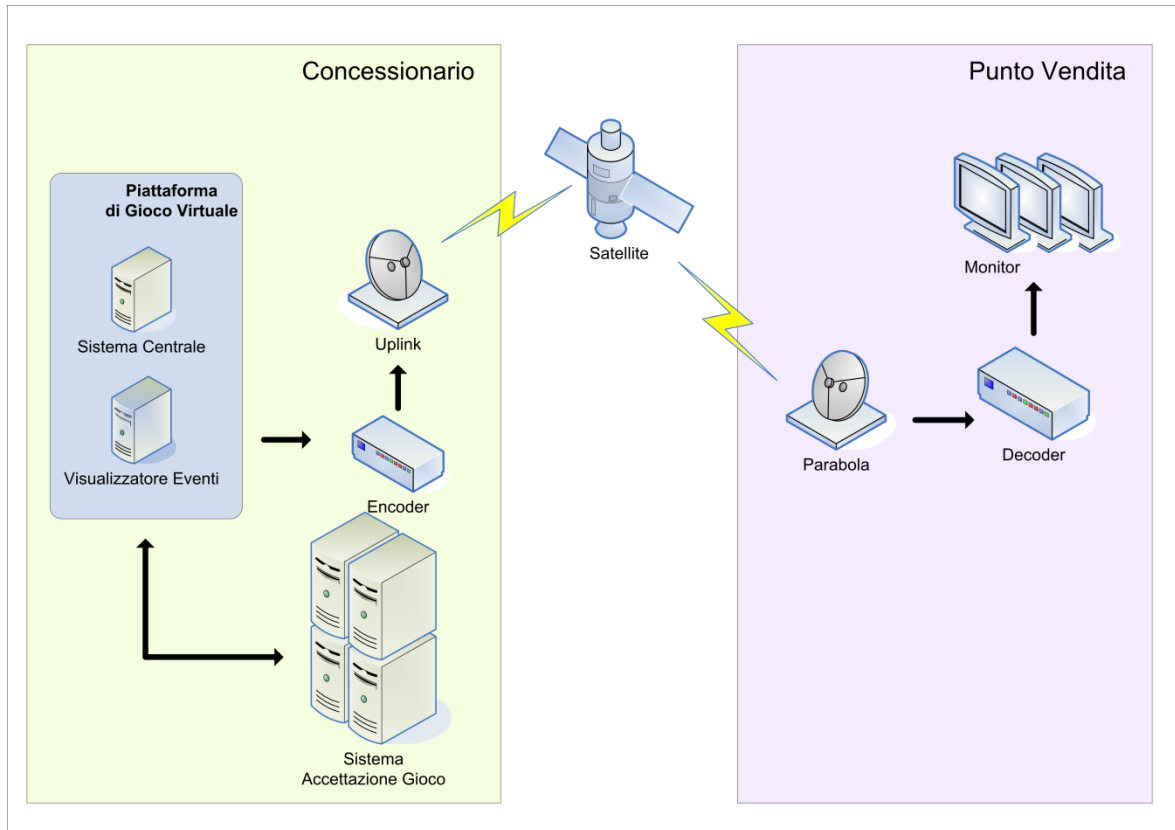 Concessionario
Piattaforma
di Gioco Virtuale
Sistema Centrale
Visualizzatore Eventi
Uplink
Encoder
Sistema
Accettazione Gioco
Satellite
Punto Vendita
Monitor
Parabola
Decoder